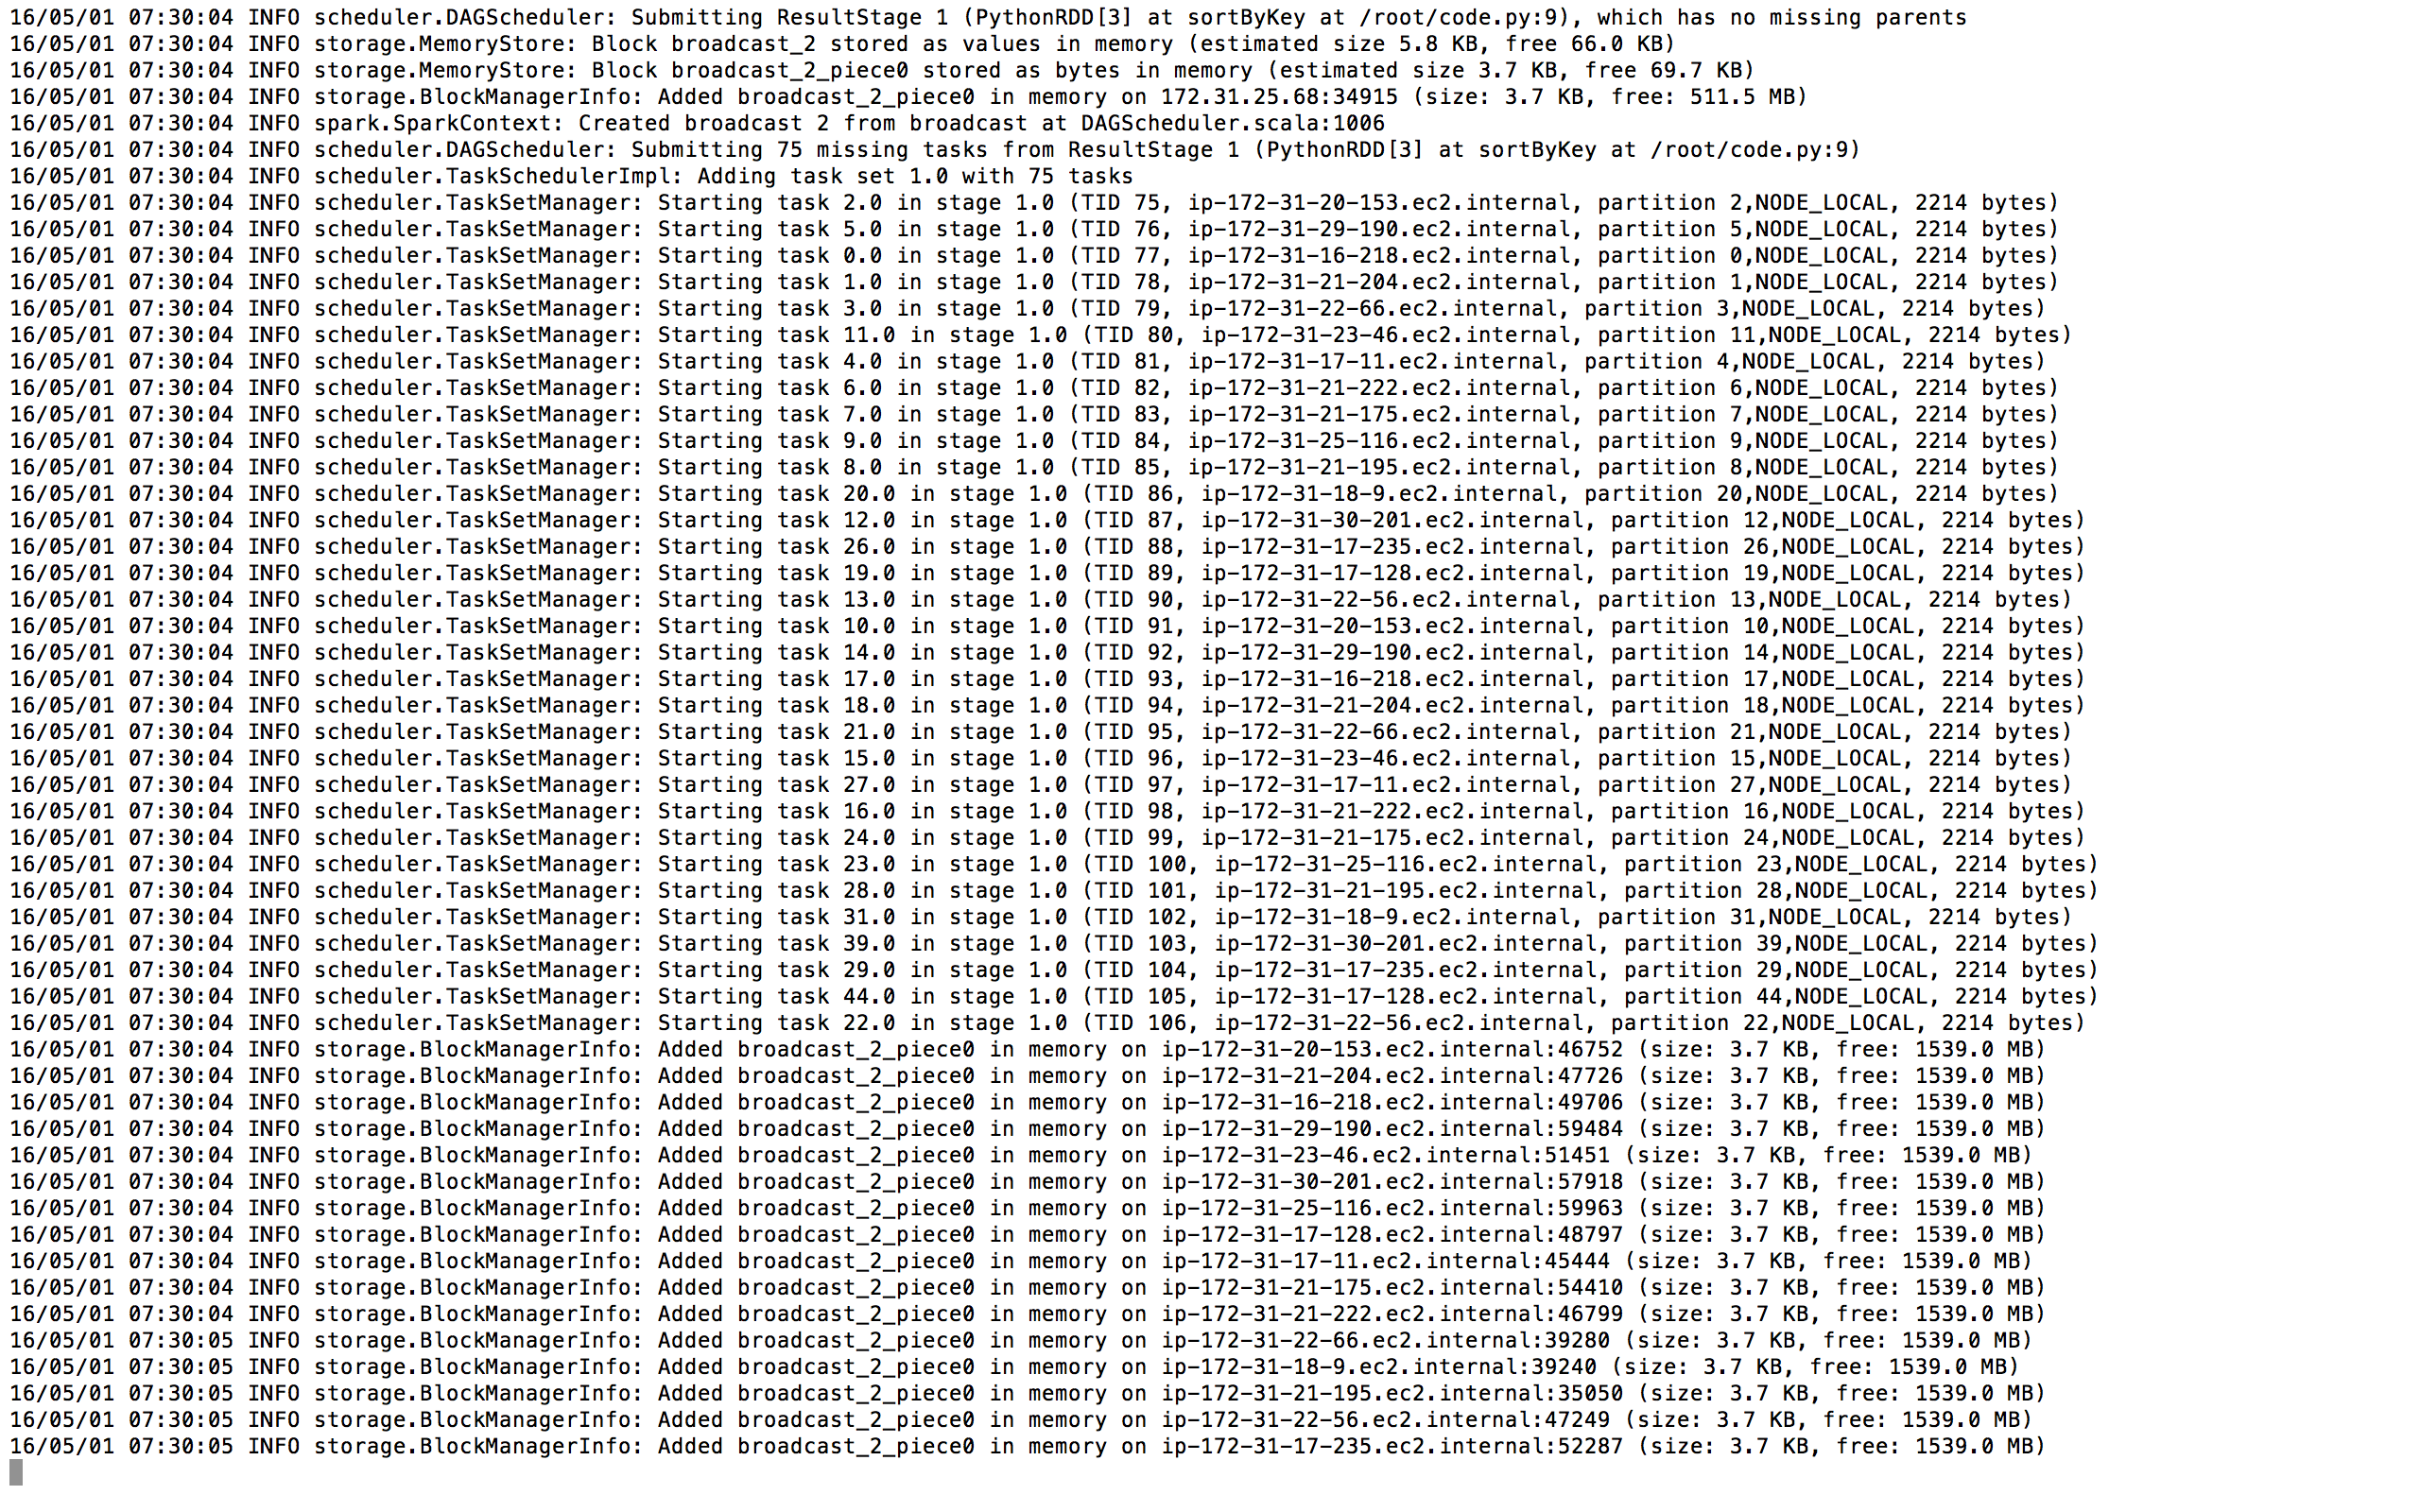 16/05/01 07:30:04 INFO scheduler.DAGScheduler: Submitting ResultStage 1 (PythonRDD[3] at sortByKey at /root/code.py:9), which has no missing parents
16/05/01 07:30:04 INFO storage.MemoryStore: Block broadcast_2 stored as values in memory (estimated size 5.8 KB, free 66.0 KB)
16/05/01 07:30:04 INFO storage.MemoryStore: Block broadcast_2_piece0 stored as bytes in memory (estimated size 3.7 KB, free 69.7 KB)
16/05/01 07:30:04 INFO storage.BlockManagerInfo: Added broadcast_2_piece0 in memory on 172.31.25.68:34915 (size: 3.7 KB, free: 511.5 MB)
16/05/01 07:30:04 INFO spark.SparkContext: Created broadcast 2 from broadcast at DAGScheduler.scala:1006
16/05/01 07:30:04 INFO scheduler.DAGScheduler: Submitting 75 missing tasks from ResultStage 1 (PythonRDD[3] at sortByKey at /root/code.py:9)
16/05/01 07:30:04 INFO scheduler.TaskSchedulerImpl: Adding task set 1.0 with 75 tasks
16/05/01 07:30:04 INFO scheduler.TaskSetManager: Starting task 2.0 in stage 1.0 (TID 75, ip-172-31-20-153.ec2.internal, partition 2,NODE_LOCAL, 2214 bytes)
16/05/01 07:30:04 INFO scheduler.TaskSetManager: Starting task 5.0 in stage 1.0 (TID 76, ip-172-31-29-190.ec2.internal, partition 5,NODE_LOCAL, 2214 bytes)
16/05/01 07:30:04 INFO scheduler.TaskSetManager: Starting task 0.0 in stage 1.0 (TID 77, ip-172-31-16-218.ec2.internal, partition 0,NODE_LOCAL, 2214 bytes)
16/05/01 07:30:04 INFO scheduler.TaskSetManager: Starting task 1.0 in stage 1.0 (TID 78, ip-172-31-21-204.ec2.internal, partition 1,NODE_LOCAL, 2214 bytes)
16/05/01 07:30:04 INFO scheduler.TaskSetManager: Starting task 3.0 in stage 1.0 (TID 79, ip-172-31-22-66.ec2.internal, partition 3,NODE_LOCAL, 2214 bytes)
16/05/01 07:30:04 INFO scheduler.TaskSetManager: Starting task 11.0 in stage 1.0 (TID 80, ip-172-31-23-46.ec2.internal, partition 11,NODE_LOCAL, 2214 bytes)
16/05/01 07:30:04 INFO scheduler.TaskSetManager: Starting task 4.0 in stage 1.0 (TID 81, ip-172-31-17-11.ec2.internal, partition 4,NODE_LOCAL, 2214 bytes)
16/05/01 07:30:04 INFO scheduler.TaskSetManager: Starting task 6.0 in stage 1.0 (TID 82, ip-172-31-21-222.ec2.internal, partition 6,NODE_LOCAL, 2214 bytes)
16/05/01 07:30:04 INFO scheduler.TaskSetManager: Starting task 7.0 in stage 1.0 (TID 83, ip-172-31-21-175.ec2.internal, partition 7,NODE_LOCAL, 2214 bytes)
16/05/01 07:30:04 INFO scheduler.TaskSetManager: Starting task 9.0 in stage 1.0 (TID 84, ip-172-31-25-116.ec2.internal, partition 9,NODE_LOCAL, 2214 bytes)
16/05/01 07:30:04 INFO scheduler.TaskSetManager: Starting task 8.0 in stage 1.0 (TID 85, ip-172-31-21-195.ec2.internal, partition 8,NODE_LOCAL, 2214 bytes)
16/05/01 07:30:04 INFO scheduler.TaskSetManager: Starting task 20.0 in stage 1.0 (TID 86, ip-172-31-18-9.ec2.internal, partition 20,NODE_LOCAL, 2214 bytes)
16/05/01 07:30:04 INFO scheduler.TaskSetManager: Starting task 12.0 in stage 1.0 (TID 87, ip-172-31-30-201.ec2.internal, partition 12,NODE_LOCAL, 2214 bytes)
16/05/01 07:30:04 INFO scheduler.TaskSetManager: Starting task 26.0 in stage 1.0 (TID 88, ip-172-31-17-235.ec2.internal, partition 26,NODE_LOCAL, 2214 bytes)
16/05/01 07:30:04 INFO scheduler.TaskSetManager: Starting task 19.0 in stage 1.0 (TID 89, ip-172-31-17-128.ec2.internal, partition 19,NODE_LOCAL, 2214 bytes)
16/05/01 07:30:04 INFO scheduler.TaskSetManager: Starting task 13.0 in stage 1.0 (TID 90, ip-172-31-22-56.ec2.internal, partition 13,NODE_LOCAL, 2214 bytes)
16/05/01 07:30:04 INFO scheduler.TaskSetManager: Starting task 10.0 in stage 1.0 (TID 91, ip-172-31-20-153.ec2.internal, partition 10,NODE_LOCAL, 2214 bytes)
16/05/01 07:30:04 INFO scheduler.TaskSetManager: Starting task 14.0 in stage 1.0 (TID 92, ip-172-31-29-190.ec2.internal, partition 14,NODE_LOCAL, 2214 bytes)
16/05/01 07:30:04 INFO scheduler.TaskSetManager: Starting task 17.0 in stage 1.0 (TID 93, ip-172-31-16-218.ec2.internal, partition 17,NODE_LOCAL, 2214 bytes)
16/05/01 07:30:04 INFO scheduler.TaskSetManager: Starting task 18.0 in stage 1.0 (TID 94, ip-172-31-21-204.ec2.internal, partition 18,NODE_LOCAL, 2214 bytes)
16/05/01 07:30:04 INFO scheduler.TaskSetManager: Starting task 21.0 in stage 1.0 (TID 95, ip-172-31-22-66.ec2.internal, partition 21,NODE_LOCAL, 2214 bytes)
16/05/01 07:30:04 INFO scheduler.TaskSetManager: Starting task 15.0 in stage 1.0 (TID 96, ip-172-31-23-46.ec2.internal, partition 15,NODE_LOCAL, 2214 bytes)
16/05/01 07:30:04 INFO scheduler.TaskSetManager: Starting task 27.0 in stage 1.0 (TID 97, ip-172-31-17-11.ec2.internal, partition 27,NODE_LOCAL, 2214 bytes)
16/05/01 07:30:04 INFO scheduler.TaskSetManager: Starting task 16.0 in stage 1.0 (TID 98, ip-172-31-21-222.ec2.internal, partition 16,NODE_LOCAL, 2214 bytes)
16/05/01 07:30:04 INFO scheduler.TaskSetManager: Starting task 24.0 in stage 1.0 (TID 99, ip-172-31-21-175.ec2.internal, partition 24,NODE_LOCAL, 2214 bytes)
16/05/01 07:30:04 INFO scheduler.TaskSetManager: Starting task 23.0 in stage 1.0 (TID 100, ip-172-31-25-116.ec2.internal, partition 23,NODE_LOCAL, 2214 bytes)
16/05/01 07:30:04 INFO scheduler.TaskSetManager: Starting task 28.0 in stage 1.0 (TID 101, ip-172-31-21-195.ec2.internal, partition 28,NODE_LOCAL, 2214 bytes)
16/05/01 07:30:04 INFO scheduler.TaskSetManager: Starting task 31.0 in stage 1.0 (TID 102, ip-172-31-18-9.ec2.internal, partition 31,NODE_LOCAL, 2214 bytes)
16/05/01 07:30:04 INFO scheduler.TaskSetManager: Starting task 39.0 in stage 1.0 (TID 103, ip-172-31-30-201.ec2.internal, partition 39,NODE_LOCAL, 2214 bytes)
16/05/01 07:30:04 INFO scheduler.TaskSetManager: Starting task 29.0 in stage 1.0 (TID 104, ip-172-31-17-235.ec2.internal, partition 29,NODE_LOCAL, 2214 bytes)
16/05/01 07:30:04 INFO scheduler.TaskSetManager: Starting task 44.0 in stage 1.0 (TID 105, ip-172-31-17-128.ec2.internal, partition 44,NODE_LOCAL, 2214 bytes)
16/05/01 07:30:04 INFO scheduler.TaskSetManager: Starting task 22.0 in stage 1.0 (TID 106, ip-172-31-22-56.ec2.internal, partition 22,NODE_LOCAL, 2214 bytes)
16/05/01 07:30:04 INFO storage.BlockManagerInfo: Added broadcast_2_piece0 in memory on ip-172-31-20-153.ec2.internal:46752 (size: 3.7 KB, free: 1539.0 MB)
16/05/01 07:30:04 INFO storage.BlockManagerInfo: Added broadcast_2_piece0 in memory on ip-172-31-21-204.ec2.internal:47726 (size: 3.7 KB, free: 1539.0 MB)
16/05/01 07:30:04 INFO storage.BlockManagerInfo: Added broadcast_2_piece0 in memory on ip-172-31-16-218.ec2.internal:49706 (size: 3.7 KB, free: 1539.0 MB)
16/05/01 07:30:04 INFO storage.BlockManagerInfo: Added broadcast_2_piece0 in memory on ip-172-31-29-190.ec2.internal:59484 (size: 3.7 KB, free: 1539.0 MB)
16/05/01 07:30:04 INFO storage.BlockManagerInfo: Added broadcast_2_piece0 in memory on ip-172-31-23-46.ec2.internal:51451 (size: 3.7 KB, free: 1539.0 MB)
16/05/01 07:30:04 INFO storage.BlockManagerInfo: Added broadcast_2_piece0 in memory on ip-172-31-30-201.ec2.internal:57918 (size: 3.7 KB, free: 1539.0 MB)
16/05/01 07:30:04 INFO storage.BlockManagerInfo: Added broadcast_2_piece0 in memory on ip-172-31-25-116.ec2.internal:59963 (size: 3.7 KB, free: 1539.0 MB)
16/05/01 07:30:04 INFO storage.BlockManagerInfo: Added broadcast_2_piece0 in memory on ip-172-31-17-128.ec2.internal:48797 (size: 3.7 KB, free: 1539.0 MB)
16/05/01 07:30:04 INFO storage.BlockManagerInfo: Added broadcast_2_piece0 in memory on ip-172-31-17-11.ec2.internal:45444 (size: 3.7 KB, free: 1539.0 MB)
16/05/01 07:30:04 INFO storage.BlockManagerInfo: Added broadcast_2_piece0 in memory on ip-172-31-21-175.ec2.internal:54410 (size: 3.7 KB, free: 1539.0 MB)
16/05/01 07:30:04 INFO storage.BlockManagerInfo: Added broadcast_2_piece0 in memory on ip-172-31-21-222.ec2.internal:46799 (size: 3.7 KB, free: 1539.0 MB)
16/05/01 07:30:05 INFO storage.BlockManagerInfo: Added broadcast_2_piece0 in memory on ip-172-31-22-66.ec2.internal:39280 (size: 3.7 KB, free: 1539.0 MB)
16/05/01 07:30:05 INFO storage.BlockManagerInfo: Added broadcast_2_piece0 in memory on ip-172-31-18-9.ec2.internal:39240 (size: 3.7 KB, free: 1539.0 MB)
16/05/01 07:30:05 INFO storage.BlockManagerInfo: Added broadcast_2_piece0 in memory on ip-172-31-21-195.ec2.internal:35050 (size: 3.7 KB, free: 1539.0 MB)
16/05/01 07:30:05 INFO storage.BlockManagerInfo: Added broadcast_2_piece0 in memory on ip-172-31-22-56.ec2.internal:47249 (size: 3.7 KB, free: 1539.0 MB)
16/05/01 07:30:05 INFO storage.BlockManagerInfo: Added broadcast_2_piece0 in memory on ip-172-31-17-235.ec2.internal:52287 (size: 3.7 KB, free: 1539.0 MB)